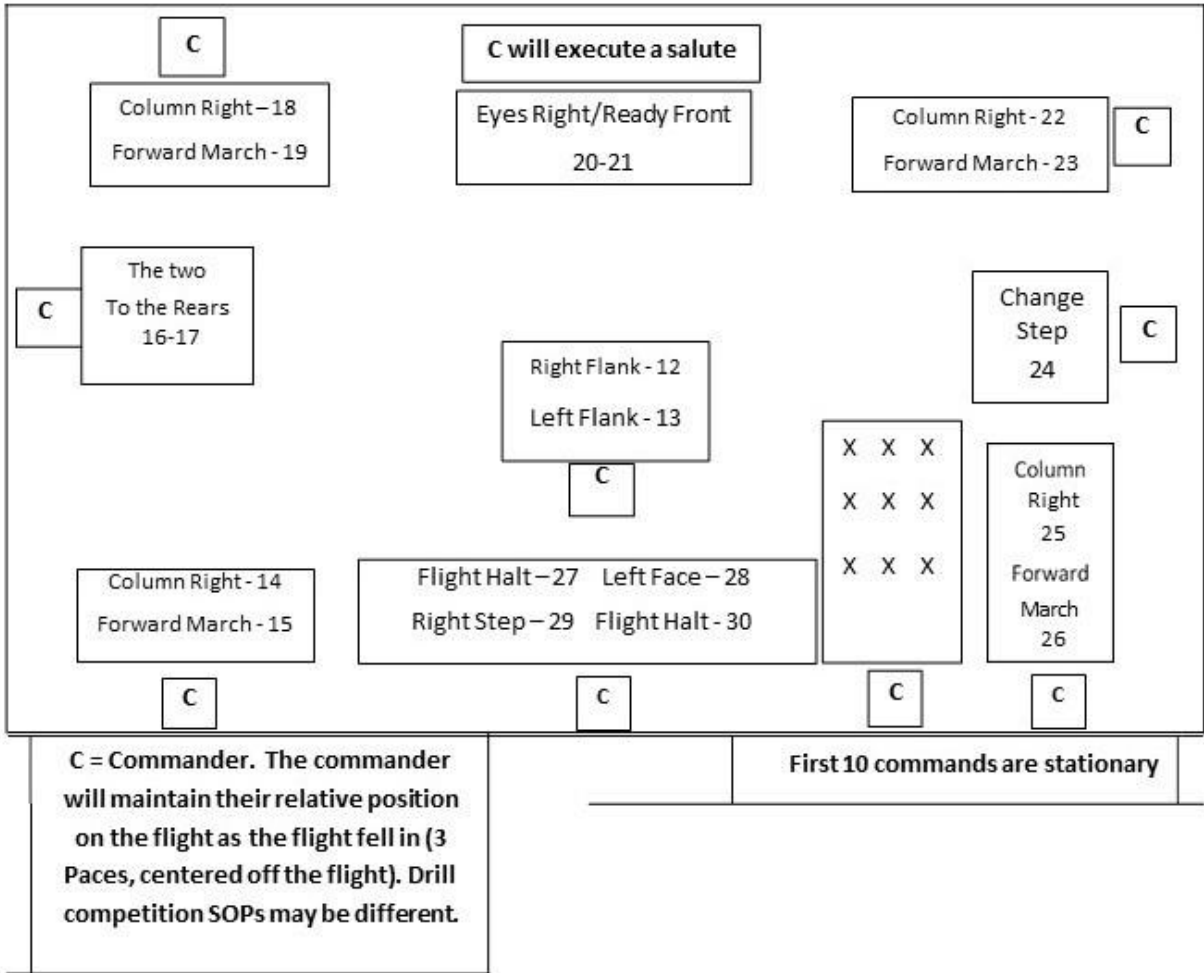 C
C will execute a salute
Column Right – 18
Forward March - 19
Eyes Right/Ready Front
20-21
Column Right - 22
Forward March - 23
C
The two
To the Rears
16-17
C
Change
Step
24
C
Right Flank - 12
Left Flank - 13
C
X X X
X X X
X X X
Column
Right
25
Forward
March
26
Column Right - 14
Forward March - 15
Flight Halt – 27 Left Face – 28
Right Step – 29 Flight Halt - 30
C
C
C
C
C = Commander. The commander
will maintain their relative position
on the flight as the flight fell in (3
Paces, centered off the flight). Drill
competition SOPs may be different.
First 10 commands are stationary